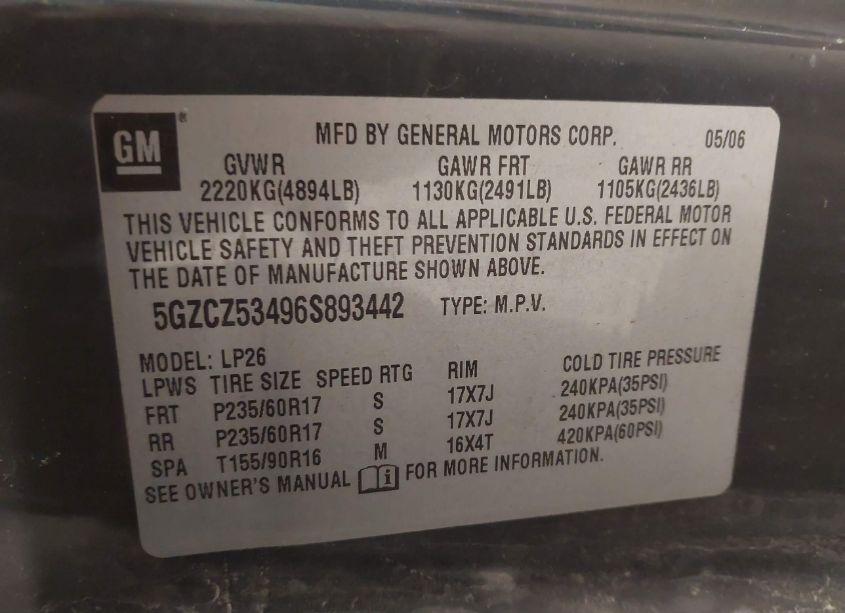 GM ®
MFD BY GENERAL MOTORS CORP. 05/06
GVWR GAWR FRT GAWR RR
2220KG(4894LB) 1130KG(2491LB) 1105KG(2436LB)
THIS VEHICLE CONFORMS TO ALL APPLICABLE U.S. FEDERAL MOTOR
VEHICLE SAFETY AND THEFT PREVENTION STANDARDS IN EFFECT ON
THE DATE OF MANUFACTURE SHOWN ABOVE.
5GZCZ53496S893442 TYPE: M.P.V.
MODEL: LP26
LPWS TIRE SIZE SPEED RTG RIM COLD TIRE PRESSURE
FRT P235/60R17 S 17X7J 240KPA(35PSI)
RR P235/60R17 S 17X7J 240KPA(35PSI)
SPA T155/90R16 M 16X4T 420KPA(60PSI)
SEE OWNER'S MANUAL i FOR MORE INFORMATION.